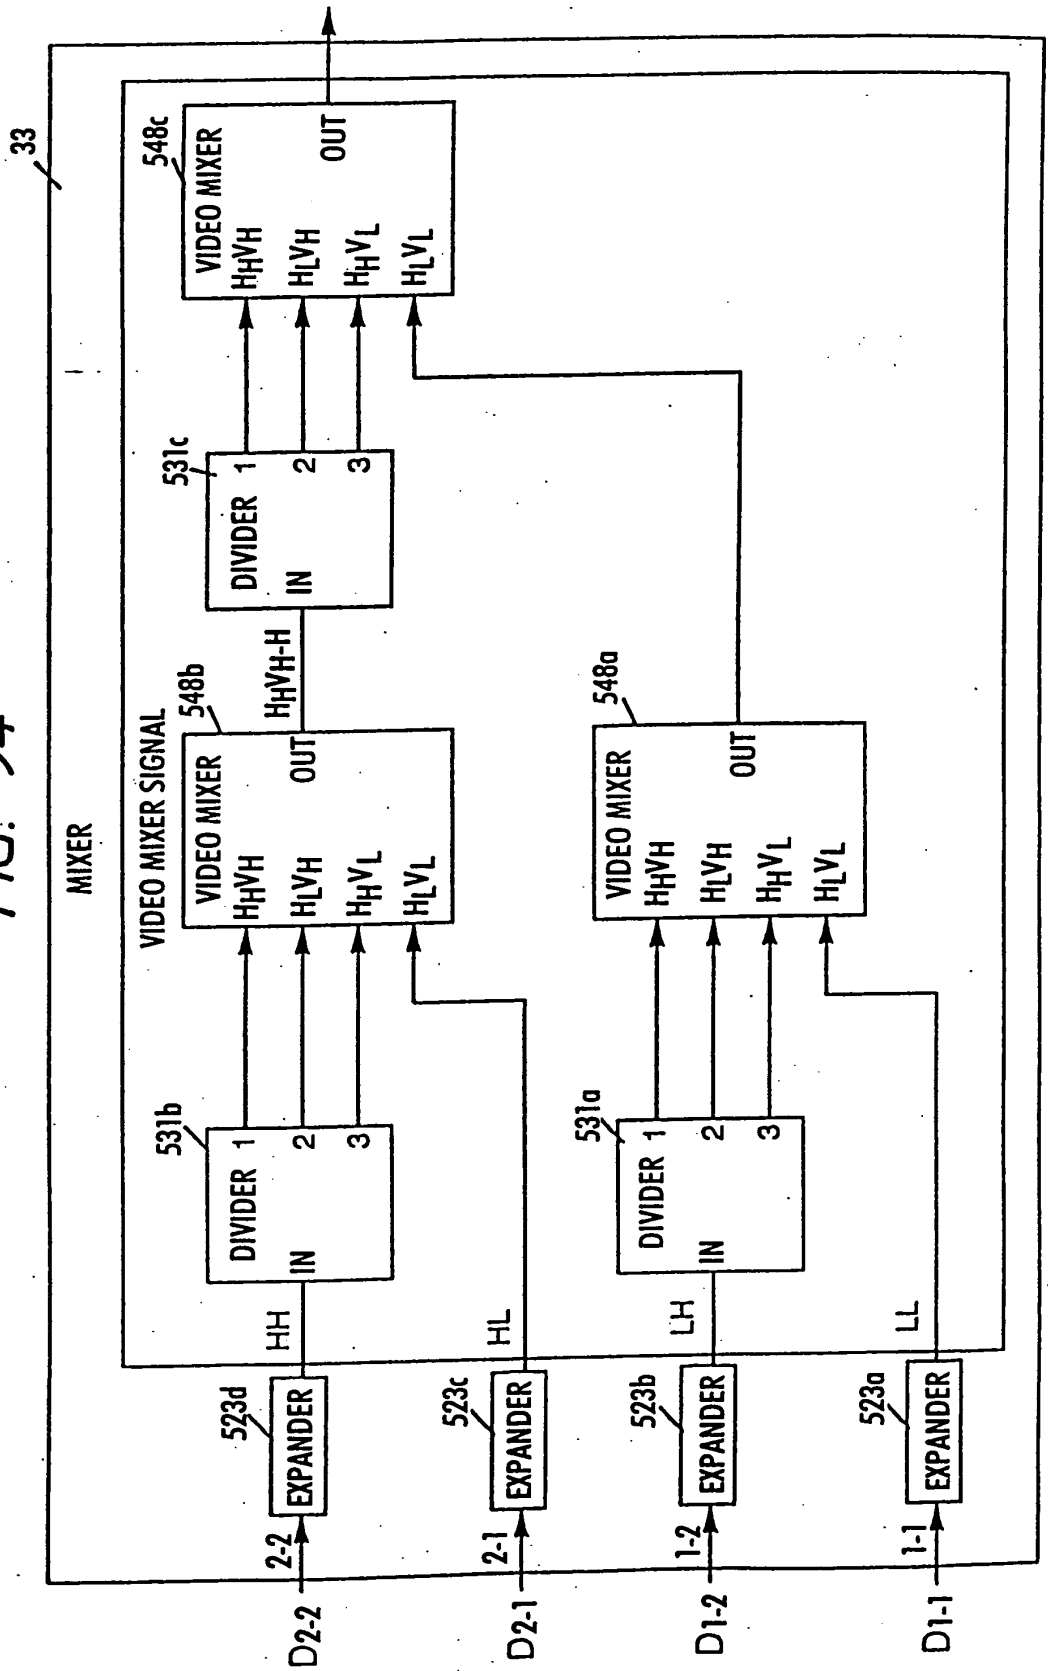 33
MIXER
VIDEO MIXER SIGNAL
D2-2
2-2
EXPANDER
523d
HH
DIVIDER
531b
IN
1
2
3
VIDEO MIXER
548b
HHVH
HLVH
HHVL
HLVL
OUT
HHVH-H
DIVIDER
531c
IN
1
2
3
VIDEO MIXER
548c
HHVH
HLVH
HHVL
HLVL
OUT
D2-1
2-1
EXPANDER
523c
HL
D1-2
1-2
EXPANDER
523b
LH
DIVIDER
531a
IN
1
2
3
VIDEO MIXER
548a
HHVH
HLVH
HHVL
HLVL
OUT
D1-1
1-1
EXPANDER
523a
LL